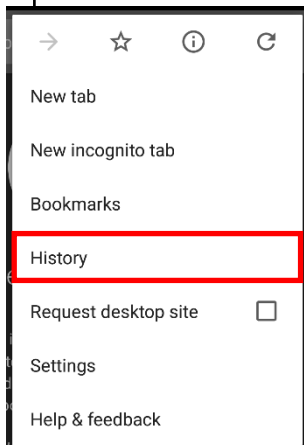 New tab
New incognito tab
Bookmarks
History
Request desktop site
Settings
Help & feedback